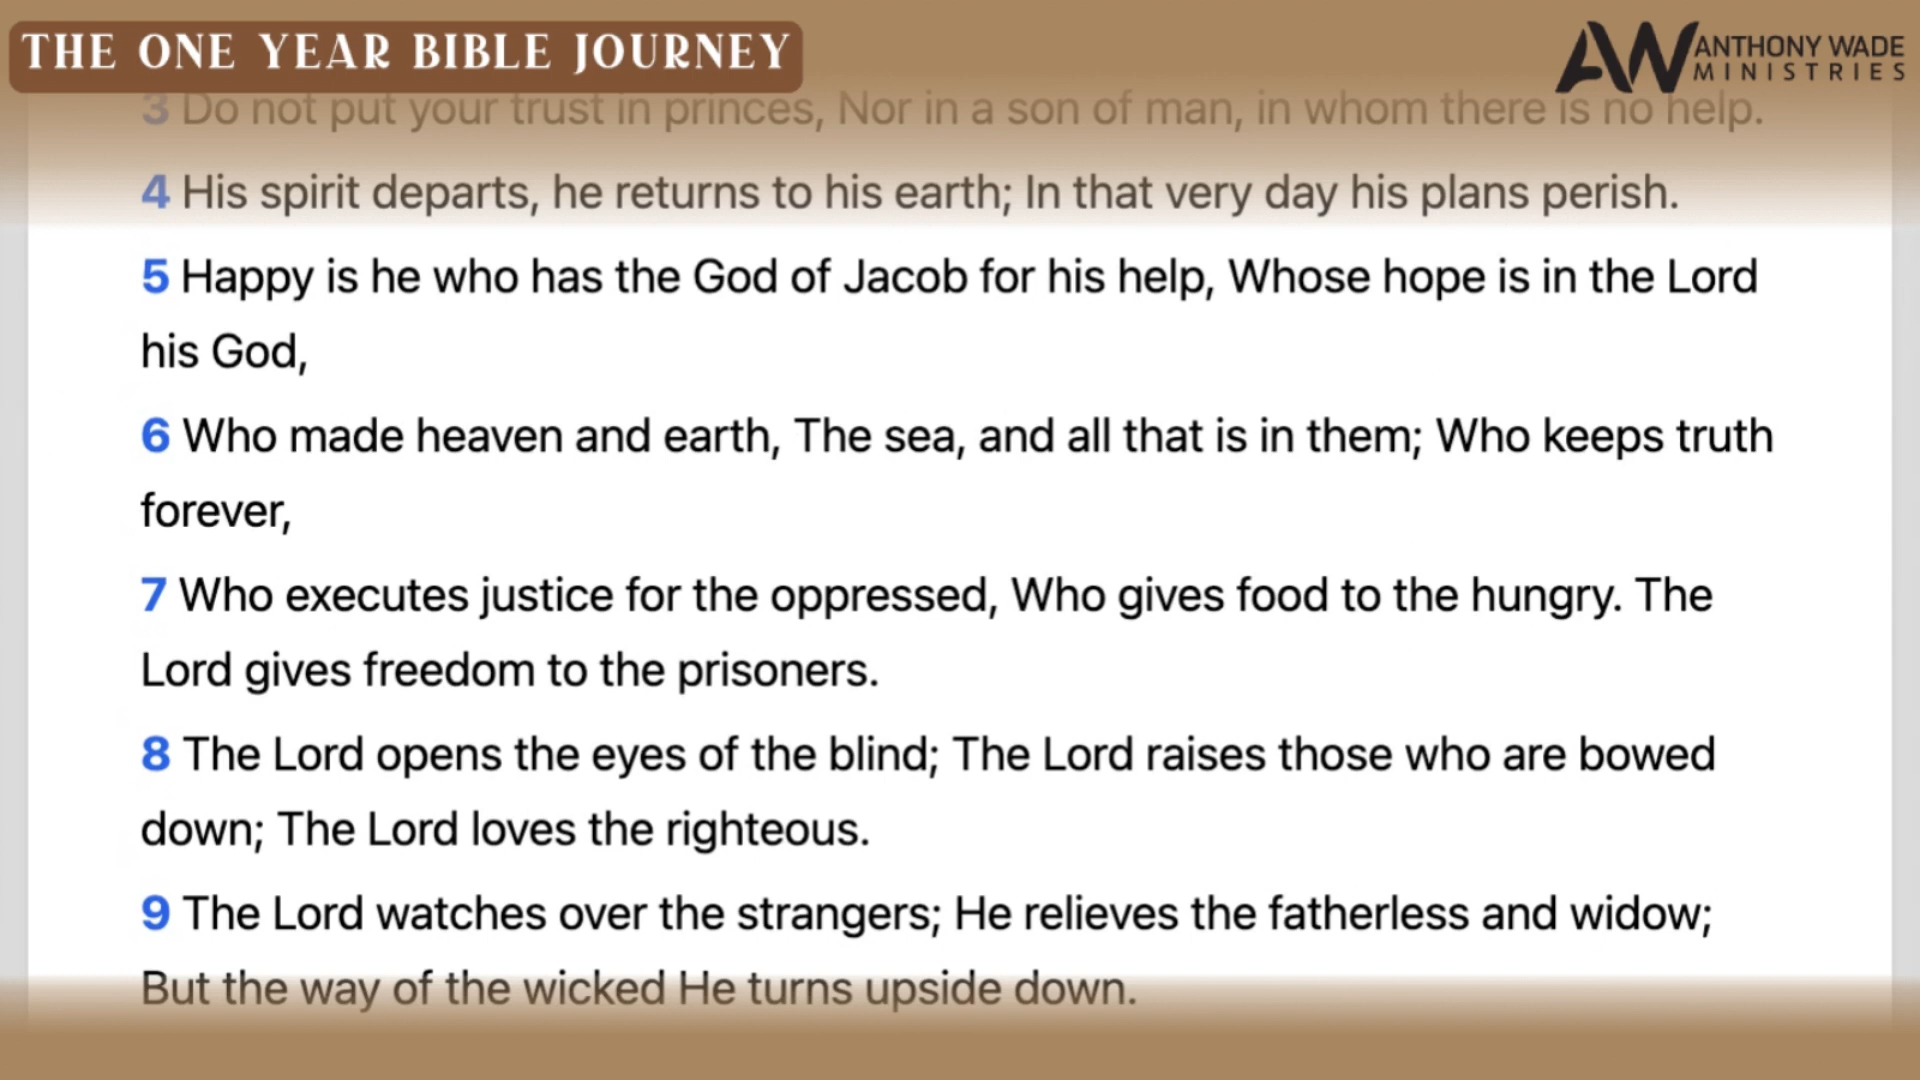 THE ONE YEAR BIBLE JOURNEY
AW ANTHONY WADE
MINISTRIES
3 Do not put your trust in princes, Nor in a son of man, in whom there is no help.
4 His spirit departs, he returns to his earth; In that very day his plans perish.
5 Happy is he who has the God of Jacob for his help, Whose hope is in the Lord
his God,
6 Who made heaven and earth, The sea, and all that is in them; Who keeps truth
forever,
7 Who executes justice for the oppressed, Who gives food to the hungry. The
Lord gives freedom to the prisoners.
8 The Lord opens the eyes of the blind; The Lord raises those who are bowed
down; The Lord loves the righteous.
9 The Lord watches over the strangers; He relieves the fatherless and widow;
But the way of the wicked He turns upside down.